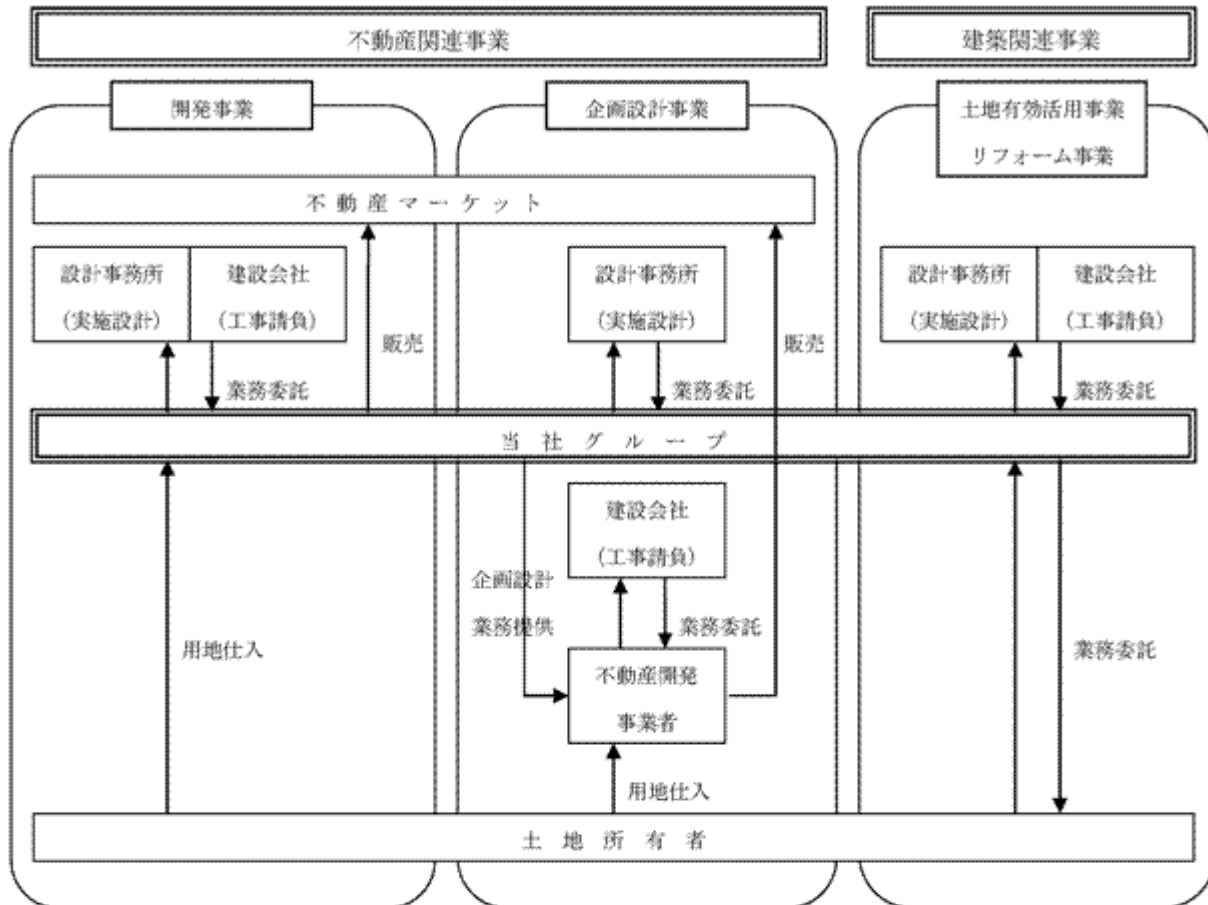 不動産関連事業
建築関連事業
開発事業
企画設計事業
土地有効活用事業
リフォーム事業
不動産マーケット
設計事務所
(実施設計)
建設会社
(工事請負)
販売
業務委託
設計事務所
(実施設計)
業務委託
販売
設計事務所
(実施設計)
建設会社
(工事請負)
業務委託
当社グループ
建設会社
(工事請負)
企画設計
業務提供
業務委託
不動産開発
事業者
用地仕入
用地仕入
業務委託
土地所有者